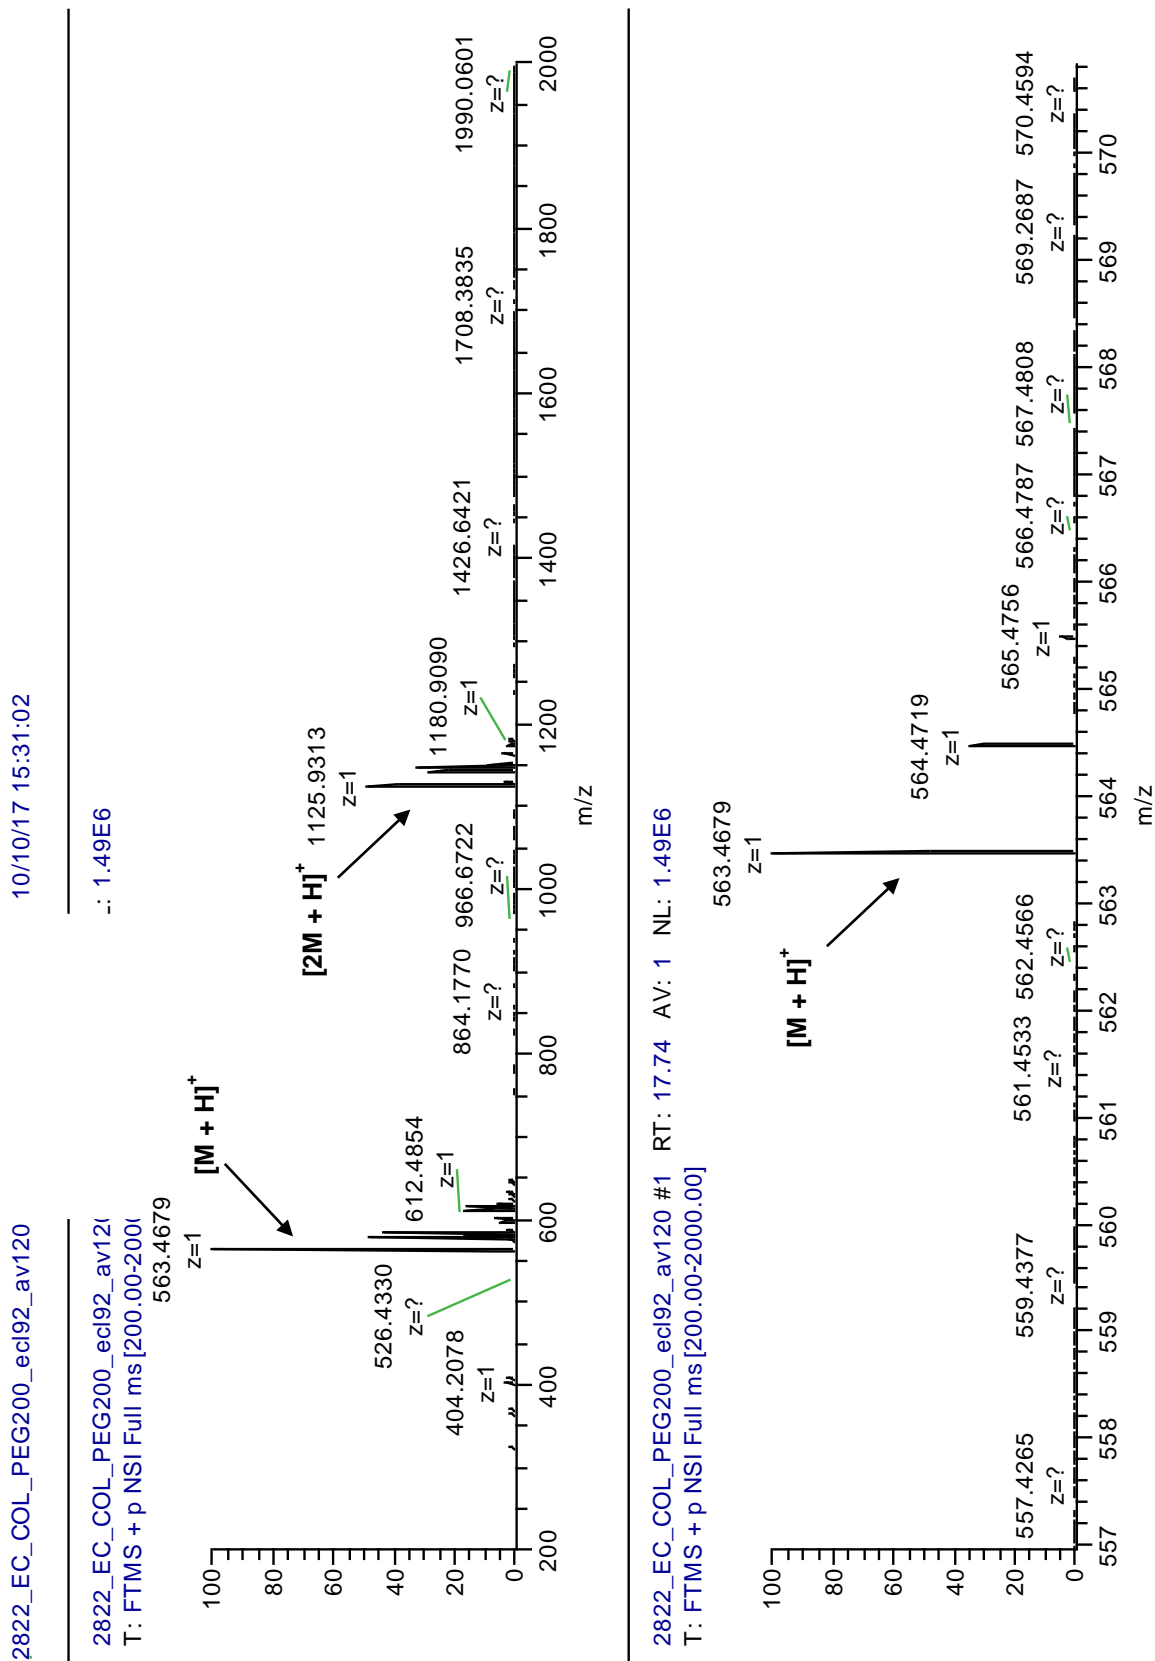 2822_EC_COL_PEG200_ecl92_av120
10/10/17 15:31:02
2822_EC_COL_PEG200_ecl92_av12(
.: 1.49E6
T: FTMS + p NSI Full ms [200.00-200(
563.4679
z=1
[M + H]+
526.4330
z=?
404.2078
z=1
612.4854
z=1
864.1770
z=?
966.6722
z=?
[2M + H]+
1125.9313
z=1
1180.9090
z=1
1426.6421
z=?
1708.3835
z=?
1990.0601
z=?
100
80
60
40
20
0
200
400
600
800
1000
1200
1400
1600
1800
2000
m/z
2822_EC_COL_PEG200_ecl92_av120 #1 RT: 17.74 AV: 1 NL: 1.49E6
T: FTMS + p NSI Full ms [200.00-2000.00]
563.4679
z=1
[M + H]+
564.4719
z=1
565.4756
z=1
557.4265
z=?
559.4377
z=?
561.4533
z=?
562.4566
z=?
566.4787
z=?
567.4808
z=?
569.2687
z=?
570.4594
z=?
100
80
60
40
20
0
557
558
559
560
561
562
563
564
565
566
567
568
569
570
m/z